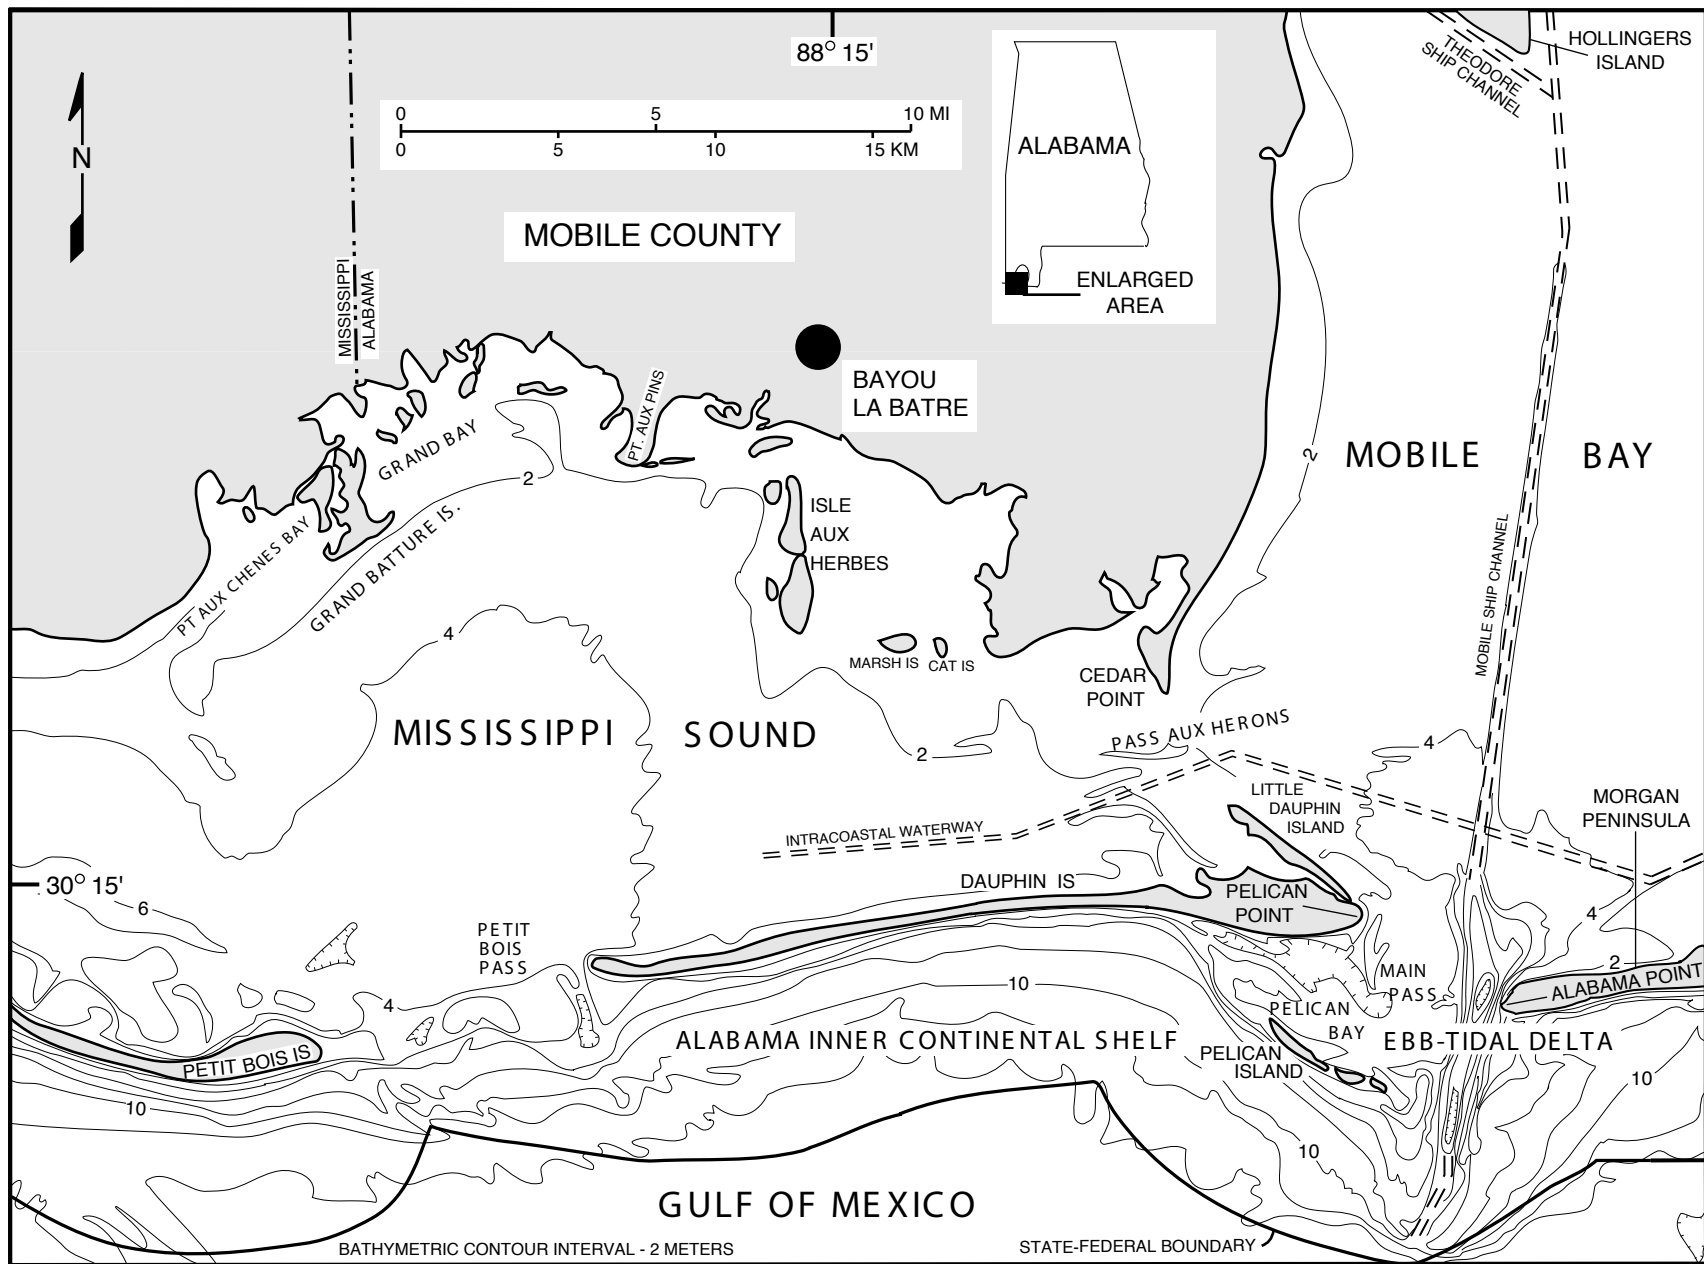 88° 15'
HOLLINGERS
ISLAND
THEODORE
SHIP CHANNEL
0 5 10 MI
0 5 10 15 KM
N
ALABAMA
MOBILE COUNTY
ENLARGED
AREA
MISSISSIPPI
ALABAMA
BAYOU
LA BATRE
PT. AUX PINS
GRAND BAY
2
MOBILE BAY
2
ISLE
AUX
HERBES
PT AUX CHENES BAY
GRAND BATTURE IS.
MOBILE SHIP CHANNEL
4
MARSH IS
CAT IS
CEDAR
POINT
MISSISSIPPI SOUND
PASS AUX HERONS
2
4
LITTLE
DAUPHIN
ISLAND
MORGAN
PENINSULA
INTRACOASTAL WATERWAY
30° 15'
DAUPHIN IS
PELICAN
POINT
6
4
PETIT
BOIS
PASS
2
MAIN
PASS
ALABAMA POINT
10
4
PELICAN
BAY
ALABAMA INNER CONTINENTAL SHELF
EBB-TIDAL DELTA
PELICAN
ISLAND
PETIT BOIS IS
10
10
10
GULF OF MEXICO
BATHYMETRIC CONTOUR INTERVAL - 2 METERS
STATE-FEDERAL BOUNDARY